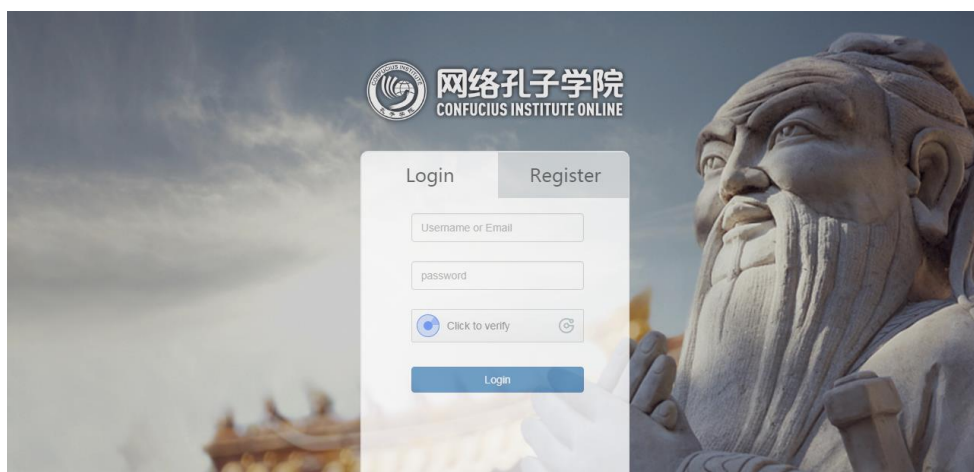 网络孔子学院
CONFUCIUS INSTITUTE ONLINE
Login
Register
Username or Email
password
Click to verify
Login